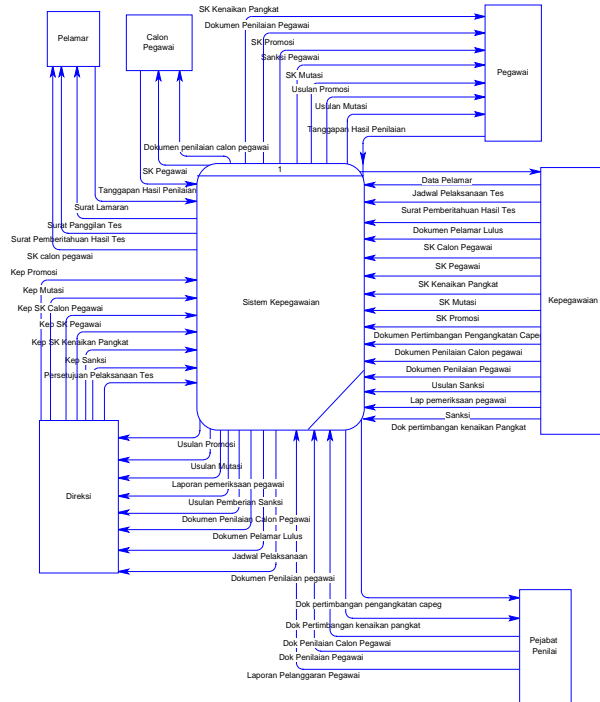 SK Kenaikan Pangkat
Dokumen Penilaian Pegawai
SK Promosi
Sanksi Pegawai
SK Mutasi
Usulan Promosi
Usulan Mutasi
Tanggapan Hasil Penilaian
Pelamar
Calon
Pegawai
Pegawai
Dokumen penilaian calon pegawai
SK Pegawai
Tanggapan Hasil Penilaian
Surat Lamaran
Surat Panggilan Tes
Surat Pemberitahuan Hasil Tes
SK calon pegawai
1
Sistem Kepegawaian
Data Pelamar
Jadwal Pelaksanaan Tes
Surat Pemberitahuan Hasil Tes
Dokumen Pelamar Lulus
SK Calon Pegawai
SK Pegawai
SK Kenaikan Pangkat
SK Mutasi
SK Promosi
Dokumen Pertimbangan Pengangkatan Capeg
Dokumen Penilaian Calon pegawai
Dokumen Penilaian Pegawai
Usulan Sanksi
Lap pemeriksaan pegawai
Sanksi
Dok pertimbangan kenaikan Pangkat
Kepegawaian
Kep Promosi
Kep Mutasi
Kep SK Calon Pegawai
Kep SK Pegawai
Kep SK Kenaikan Pangkat
Kep Sanksi
Persetujuan Pelaksanaan Tes
Direksi
Usulan Promosi
Usulan Mutasi
Laporan pemeriksaan pegawai
Usulan Pemberian Sanksi
Dokumen Penilaian Calon Pegawai
Dokumen Pelamar Lulus
Jadwal Pelaksanaan
Dokumen Penilaian pegawai
Dok pertimbangan pengangkatan capeg
Dok Pertimbangan kenaikan pangkat
Dok Penilaian Calon Pegawai
Dok Penilaian Pegawai
Laporan Pelanggaran Pegawai
Pejabat
Penilai